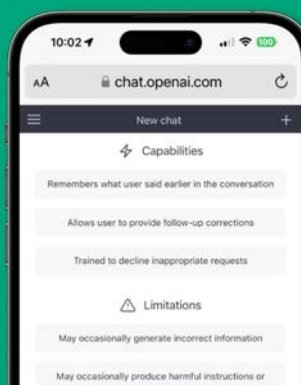 10:02
100
AA
chat.openai.com
New chat
+
Capabilities
Remembers what user said earlier in the conversation
Allows user to provide follow-up corrections
Trained to decline inappropriate requests
Limitations
May occasionally generate incorrect information
May occasionally produce harmful instructions or